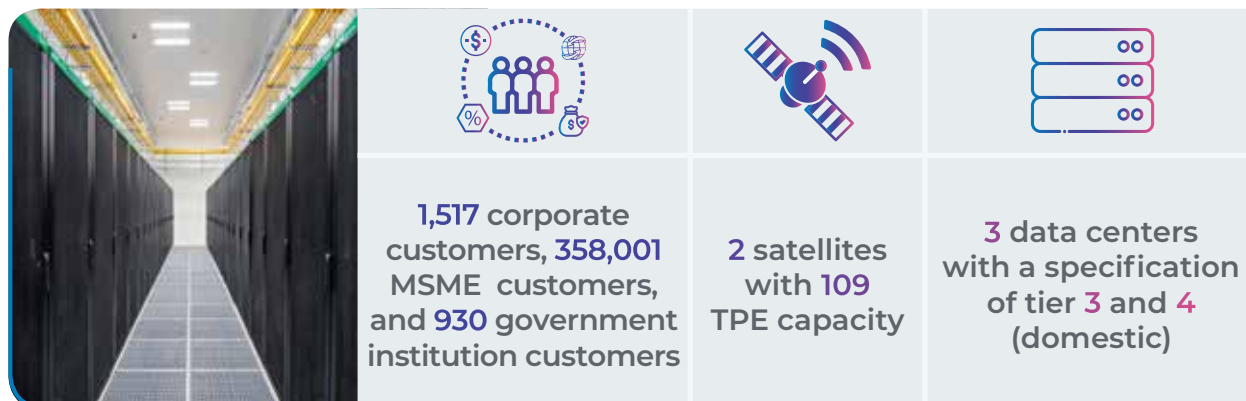 $
%
$
1,517 corporate
customers, 358,001
MSME customers,
and 930 government
institution customers
2 satellites
with 109
TPE capacity
3 data centers
with a specification
of tier 3 and 4
(domestic)